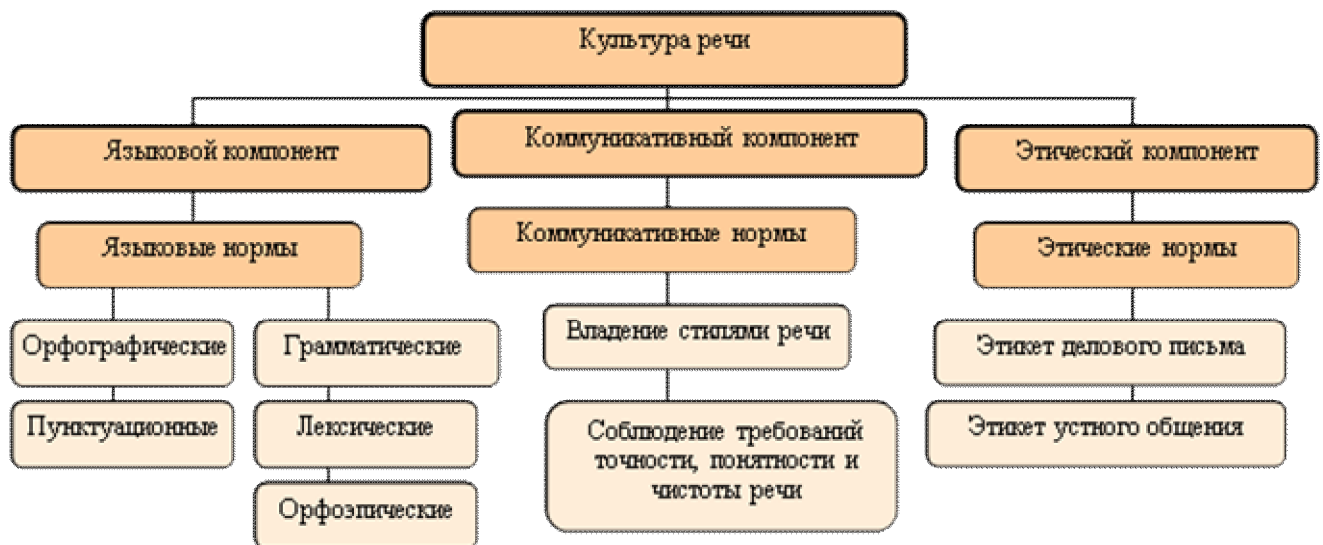 Культура речи
Языковой компонент
Коммуникативный компонент
Этический компонент
Языковые нормы
Коммуникативные нормы
Этические нормы
Орфографические
Грамматические
Владение стилями речи
Этикет делового письма
Пунктуационные
Лексические
Соблюдение требований
точности, понятности и
чистоты речи
Этикет устного общения
Орфоэпические